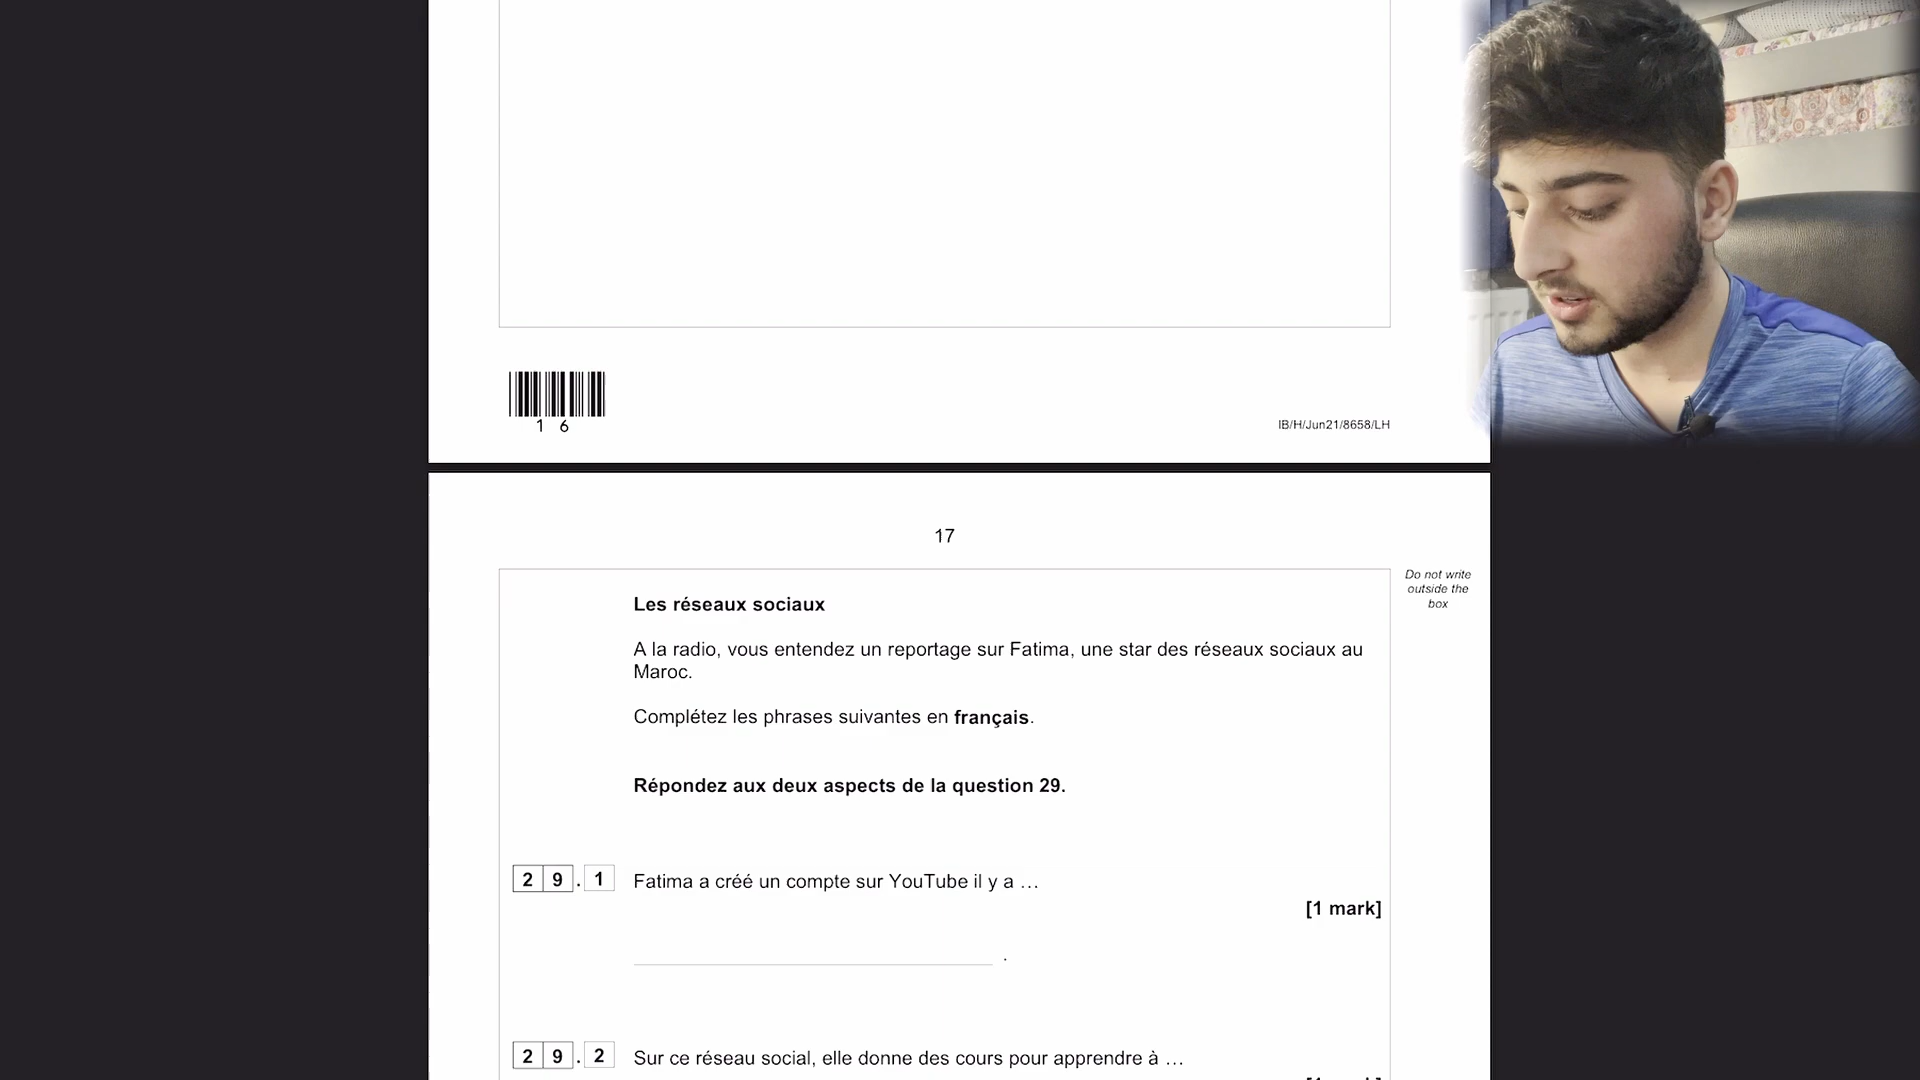 1 6
IB/H/Jun21/8658/LH
17
Do not write
outside the
box
Les réseaux sociaux
A la radio, vous entendez un reportage sur Fatima, une star des réseaux sociaux au
Maroc.
Complétez les phrases suivantes en français.
Répondez aux deux aspects de la question 29.
2 9 . 1 Fatima a créé un compte sur YouTube il y a …
[1 mark]
.
2 9 . 2 Sur ce réseau social, elle donne des cours pour apprendre à …